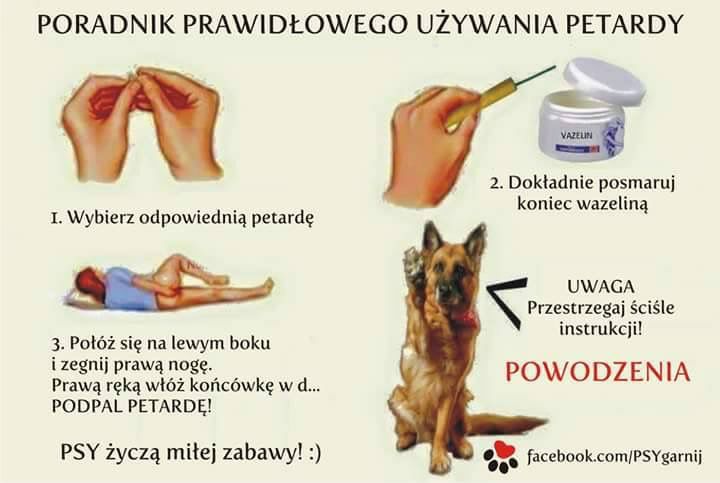 PORADNIK PRAWIDŁOWEGO UŻYWANIA PETARDY
1. Wybierz odpowiednią petardę
VAZELIN
2. Dokładnie posmaruj
koniec wazeliną
3. Połóż się na lewym boku
i zegnij prawą nogę.
Prawą ręką włóż końcówkę w d...
PODPAL PETARDĘ!
UWAGA
Przestrzegaj ściśle
instrukcji!
POWODZENIA
PSY życzą miłej zabawy! :)
facebook.com/PSYgarnij